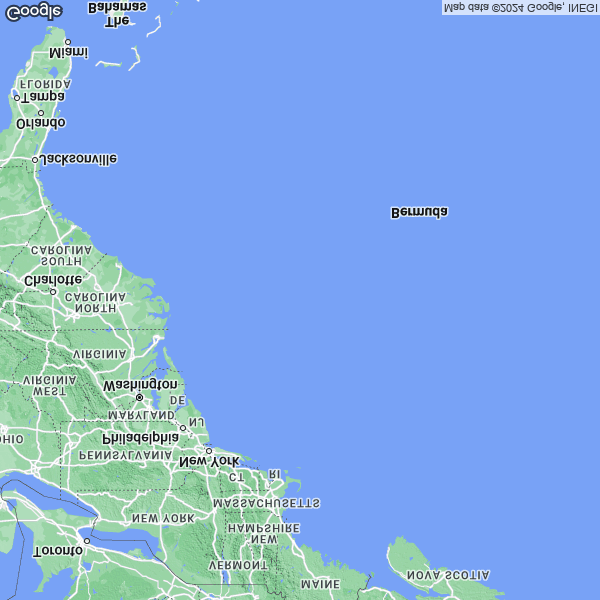 Google
Map data ©2024 Google, INEGI
The
Bahamas
Miami
FLORIDA
Tampa
Orlando
Jacksonville
Bermuda
SOUTH
CAROLINA
Charlotte
NORTH
CAROLINA
VIRGINIA
WEST
VIRGINIA
Washington
DE
MARYLAND
NJ
OHIO
Philadelphia
PENNSYLVANIA
New York
CT
RI
MASSACHUSETTS
NEW YORK
NEW
HAMPSHIRE
Toronto
VERMONT
MAINE
NOVA SCOTIA